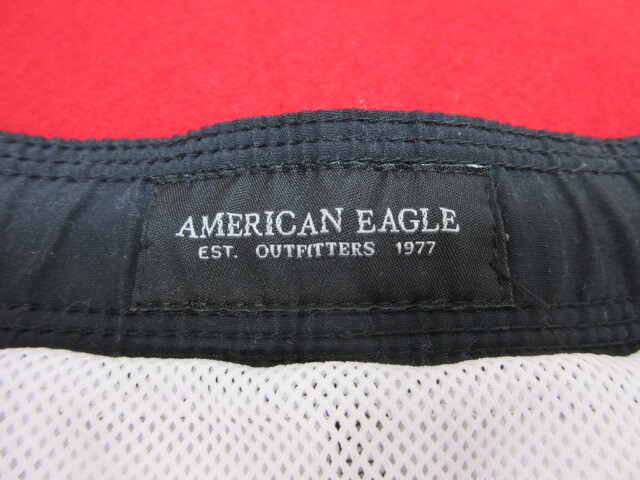 AMERICAN EAGLE
EST. OUTFITTERS 1977